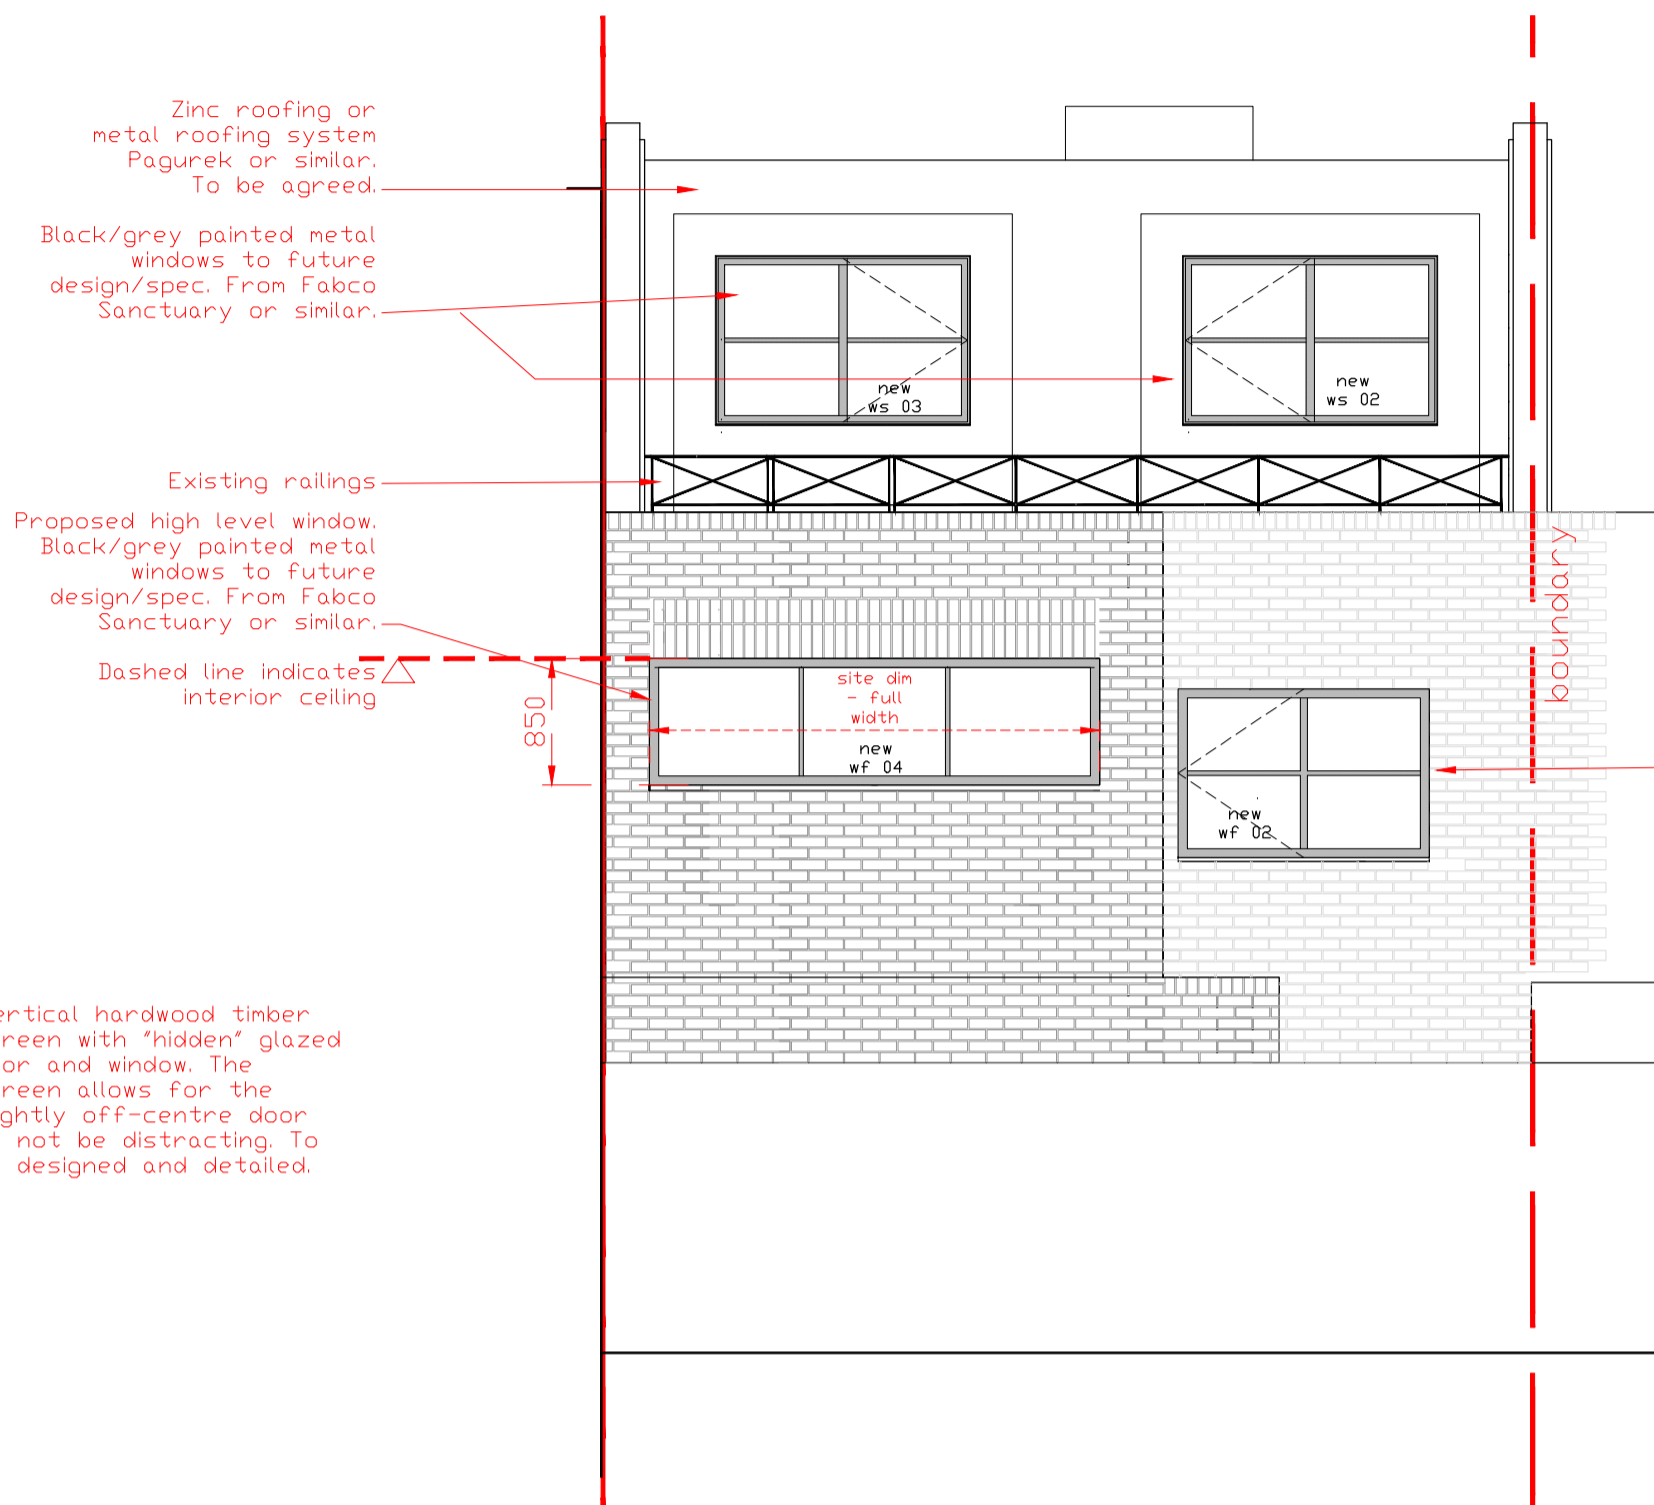 Zinc roofing or
metal roofing system
Pagurek or similar.
To be agreed.
Black/grey painted metal
windows to future
design/spec. From Fabco
Sanctuary or similar.
new
ws 03
new
ws 02
Existing railings
Proposed high level window.
Black/grey painted metal
windows to future
design/spec. From Fabco
Sanctuary or similar.
Dashed line indicates
interior ceiling
850
site dim
- full
width
new
wf 04
new
wf 02
boundary
ertical hardwood timber
reen with "hidden" glazed
or and window. The
reen allows for the
ghtly off-centre door
not be distracting. To
designed and detailed.